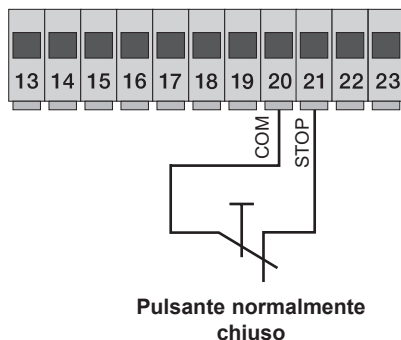 13 14 15 16 17 18 19 20 21 22 23
COM
STOP
Pulsante normalmente
chiuso